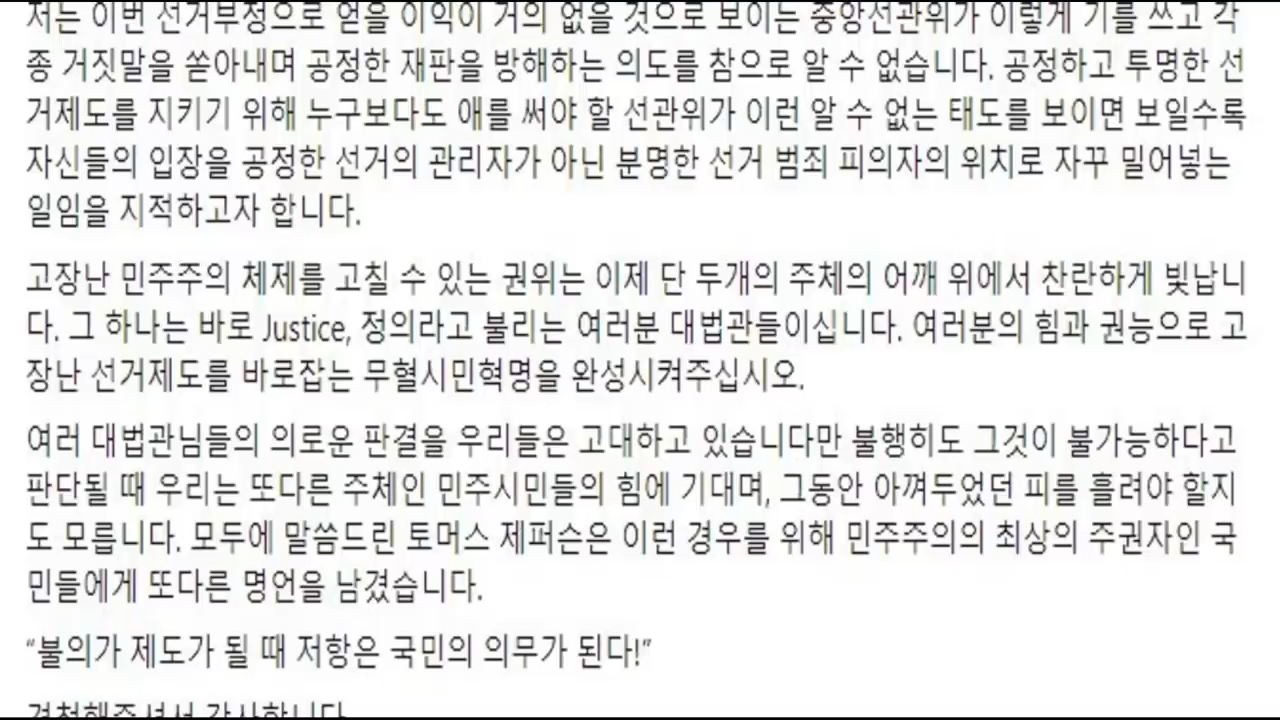 저는 이번 선거부정으로 얻을 이익이 거의 없을 것으로 보이는 중앙선관위가 이렇게 기를 쓰고 각
종 거짓말을 쏟아내며 공정한 재판을 방해하는 의도를 참으로 알 수 없습니다. 공정하고 투명한 선
거제도를 지키기 위해 누구보다도 애를 써야 할 선관위가 이런 알 수 없는 태도를 보이면 보일수록
자신들의 입장을 공정한 선거의 관리자가 아닌 분명한 선거 범죄 피의자의 위치로 자꾸 밀어넣는
일임을 지적하고자 합니다.
고장난 민주주의 체제를 고칠 수 있는 권위는 이제 단 두개의 주체의 어깨 위에서 찬란하게 빛납니
다. 그 하나는 바로 Justice, 정의라고 불리는 여러분 대법관들이십니다. 여러분의 힘과 권능으로 고
장난 선거제도를 바로잡는 무혈시민혁명을 완성시켜주십시오.
여러 대법관님들의 의로운 판결을 우리들은 고대하고 있습니다만 불행히도 그것이 불가능하다고
판단될 때 우리는 또다른 주체인 민주시민들의 힘에 기대며, 그동안 아껴두었던 피를 흘려야 할지
도 모릅니다. 모두에 말씀드린 토머스 제퍼슨은 이런 경우를 위해 민주주의의 최상의 주권자인 국
민들에게 또다른 명언을 남겼습니다.
“불의가 제도가 될 때 저항은 국민의 의무가 된다!”
경청해주셔서 감사합니다